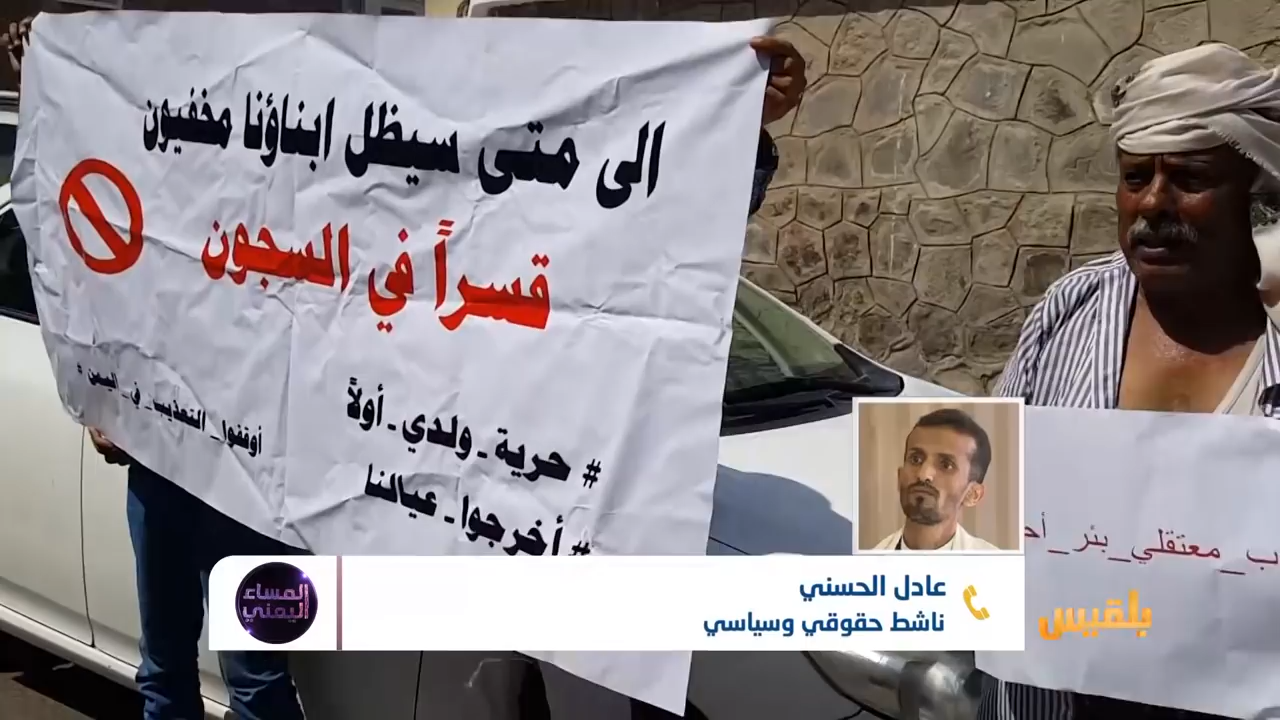 الى متى سيظل ابناؤنا مخفيون
قسراً في السجون
# حرية_ولدي_أولاً
# أخرجوا_عيالنا
أوقفوا_التعذيب_في_اليمن #
ب_معتقلي_بئر_أح
عادل الحسني
ناشط حقوقي وسياسي
المساء
اليمني
بلقيس